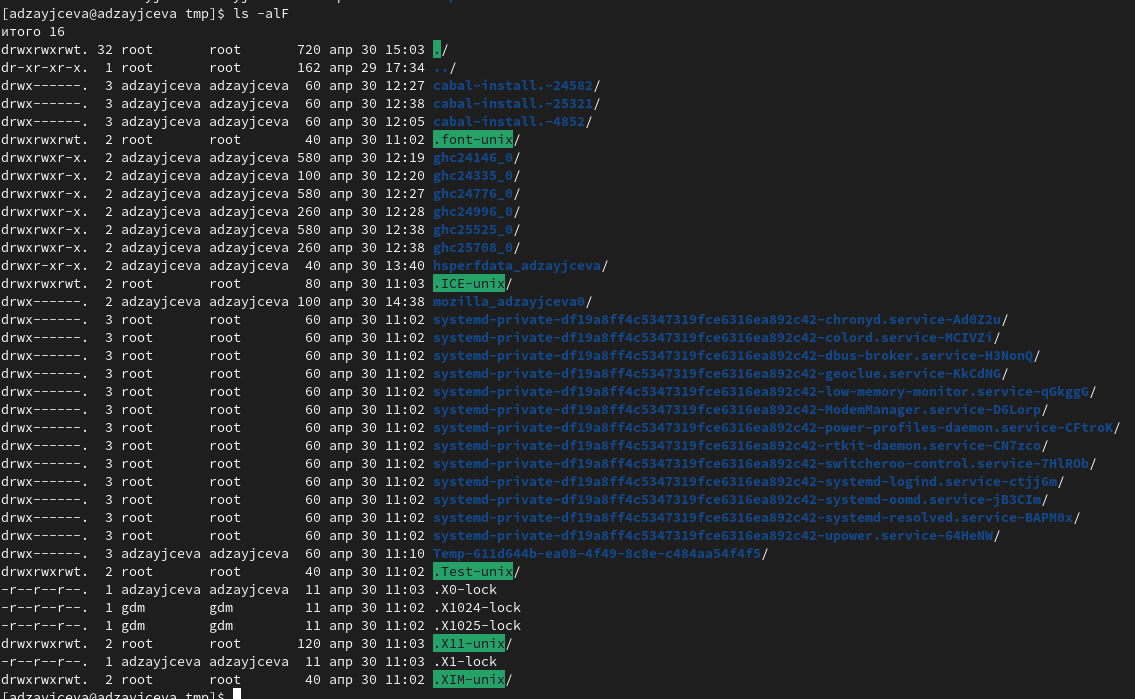 [adzayjceva@adzayjceva tmp]$ ls -alF
итого 16
drwxrwxrwt. 32 root       root       720 апр 30 15:03 ./
dr-xr-xr-x.  1 root       root       162 апр 29 17:34 ../
drwx------.  3 adzayjceva adzayjceva  60 апр 30 12:27 cabal-install.-24582/
drwx------.  3 adzayjceva adzayjceva  60 апр 30 12:38 cabal-install.-25321/
drwx------.  3 adzayjceva adzayjceva  60 апр 30 12:05 cabal-install.-4852/
drwxrwxrwt.  2 root       root        40 апр 30 11:02 .font-unix/
drwxrwxr-x.  2 adzayjceva adzayjceva 580 апр 30 12:19 ghc24146_0/
drwxrwxr-x.  2 adzayjceva adzayjceva 100 апр 30 12:20 ghc24335_0/
drwxrwxr-x.  2 adzayjceva adzayjceva 580 апр 30 12:27 ghc24776_0/
drwxrwxr-x.  2 adzayjceva adzayjceva 260 апр 30 12:28 ghc24996_0/
drwxrwxr-x.  2 adzayjceva adzayjceva 580 апр 30 12:38 ghc25525_0/
drwxrwxr-x.  2 adzayjceva adzayjceva 260 апр 30 12:38 ghc25708_0/
drwxr-xr-x.  2 adzayjceva adzayjceva  40 апр 30 13:40 hsperfdata_adzayjceva/
drwxrwxrwt.  2 root       root        80 апр 30 11:03 .ICE-unix/
drwx------.  2 adzayjceva adzayjceva 100 апр 30 14:38 mozilla_adzayjceva0/
drwx------.  3 root       root        60 апр 30 11:02 systemd-private-df19a8ff4c5347319fce6316ea892c42-chronyd.service-Ad0Z2u/
drwx------.  3 root       root        60 апр 30 11:02 systemd-private-df19a8ff4c5347319fce6316ea892c42-colord.service-MCIVZi/
drwx------.  3 root       root        60 апр 30 11:02 systemd-private-df19a8ff4c5347319fce6316ea892c42-dbus-broker.service-H3NonQ/
drwx------.  3 root       root        60 апр 30 11:02 systemd-private-df19a8ff4c5347319fce6316ea892c42-geoclue.service-KkCdNG/
drwx------.  3 root       root        60 апр 30 11:02 systemd-private-df19a8ff4c5347319fce6316ea892c42-low-memory-monitor.service-qGkggG/
drwx------.  3 root       root        60 апр 30 11:02 systemd-private-df19a8ff4c5347319fce6316ea892c42-ModemManager.service-DGLorp/
drwx------.  3 root       root        60 апр 30 11:02 systemd-private-df19a8ff4c5347319fce6316ea892c42-power-profiles-daemon.service-CFtroK/
drwx------.  3 root       root        60 апр 30 11:02 systemd-private-df19a8ff4c5347319fce6316ea892c42-rtkit-daemon.service-CN7zco/
drwx------.  3 root       root        60 апр 30 11:02 systemd-private-df19a8ff4c5347319fce6316ea892c42-switcheroo-control.service-7HlROb/
drwx------.  3 root       root        60 апр 30 11:02 systemd-private-df19a8ff4c5347319fce6316ea892c42-systemd-logind.service-ctjj6m/
drwx------.  3 root       root        60 апр 30 11:02 systemd-private-df19a8ff4c5347319fce6316ea892c42-systemd-oomd.service-jB3CIm/
drwx------.  3 root       root        60 апр 30 11:02 systemd-private-df19a8ff4c5347319fce6316ea892c42-systemd-resolved.service-BAPM0x/
drwx------.  3 root       root        60 апр 30 11:02 systemd-private-df19a8ff4c5347319fce6316ea892c42-upower.service-64HeNW/
drwx------.  3 adzayjceva adzayjceva  60 апр 30 11:10 Temp-611d644b-ea08-4f49-8c8e-c484aa54f4f5/
drwxrwxrwt.  2 root       root        40 апр 30 11:02 .Test-unix/
-r--r--r--.  1 adzayjceva adzayjceva  11 апр 30 11:03 .X0-lock
-r--r--r--.  1 gdm        gdm         11 апр 30 11:02 .X1024-lock
-r--r--r--.  1 gdm        gdm         11 апр 30 11:02 .X1025-lock
drwxrwxrwt.  2 root       root       120 апр 30 11:03 .X11-unix/
-r--r--r--.  1 adzayjceva adzayjceva  11 апр 30 11:03 .X1-lock
drwxrwxrwt.  2 root       root        40 апр 30 11:02 .XIM-unix/
[adzayjceva@adzayjceva tmp]$